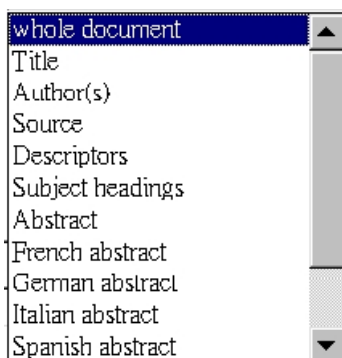 whole document
Title
Author(s)
Source
Descriptors
Subject headings
Abstract
French abstract
German abstract
Italian abstract
Spanish abstract